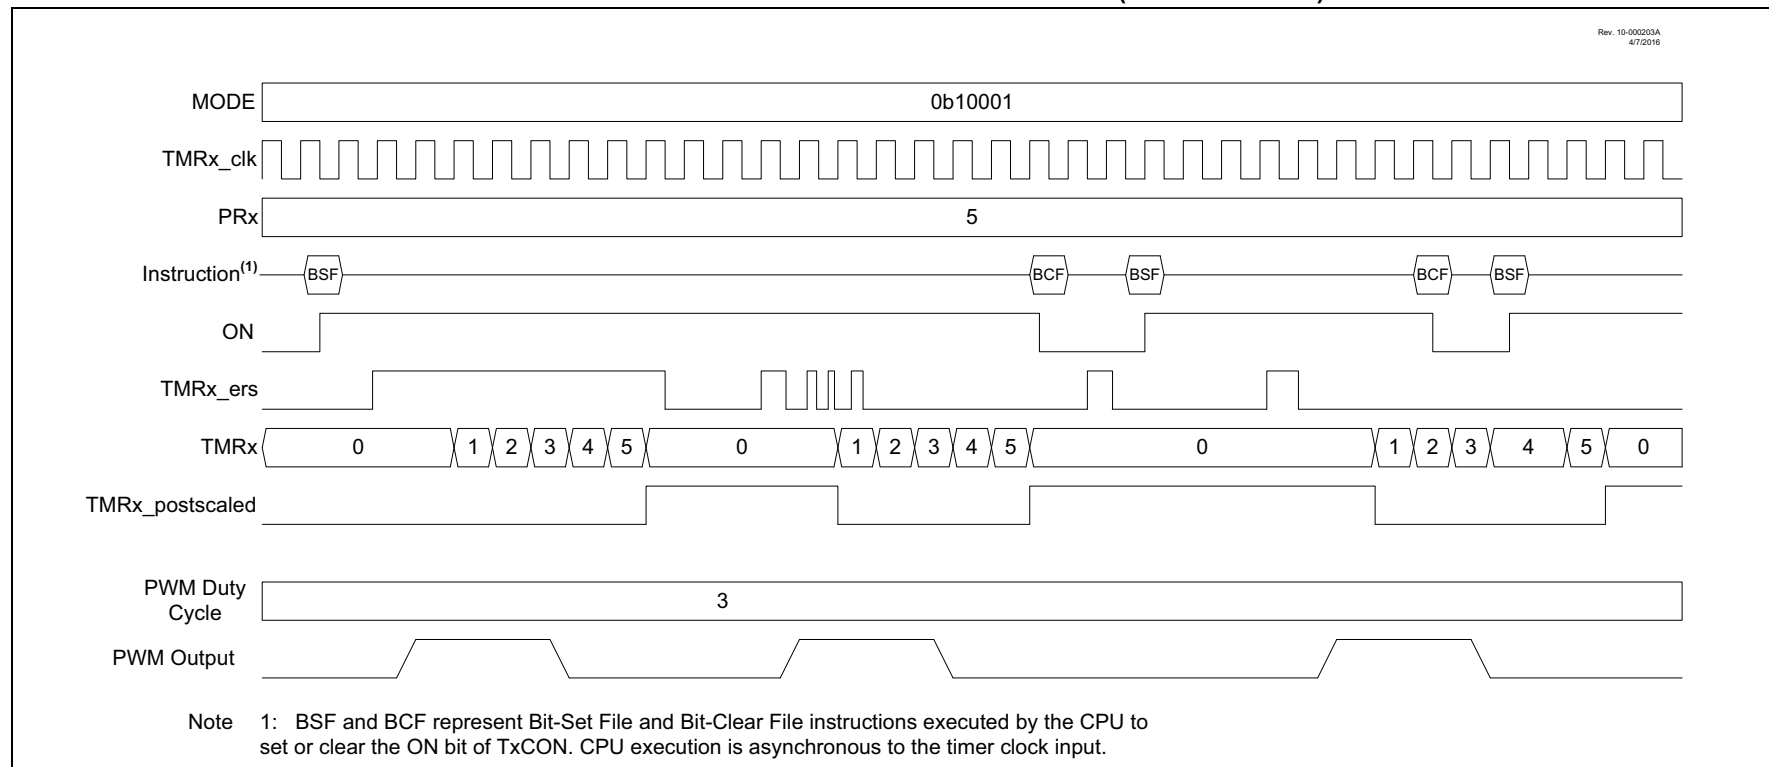 Rev. 10-000203A
4/7/2016
MODE 0b10001
TMRx_clk
PRx 5
Instruction(1) BSF BCF BSF BCF BSF
ON
TMRx_ers
TMRx 0 1 2 3 4 5 0 1 2 3 4 5 0 1 2 3 4 5 0
TMRx_postscaled
PWM Duty
Cycle 3
PWM Output
Note 1: BSF and BCF represent Bit-Set File and Bit-Clear File instructions executed by the CPU to
set or clear the ON bit of TxCON. CPU execution is asynchronous to the timer clock input.